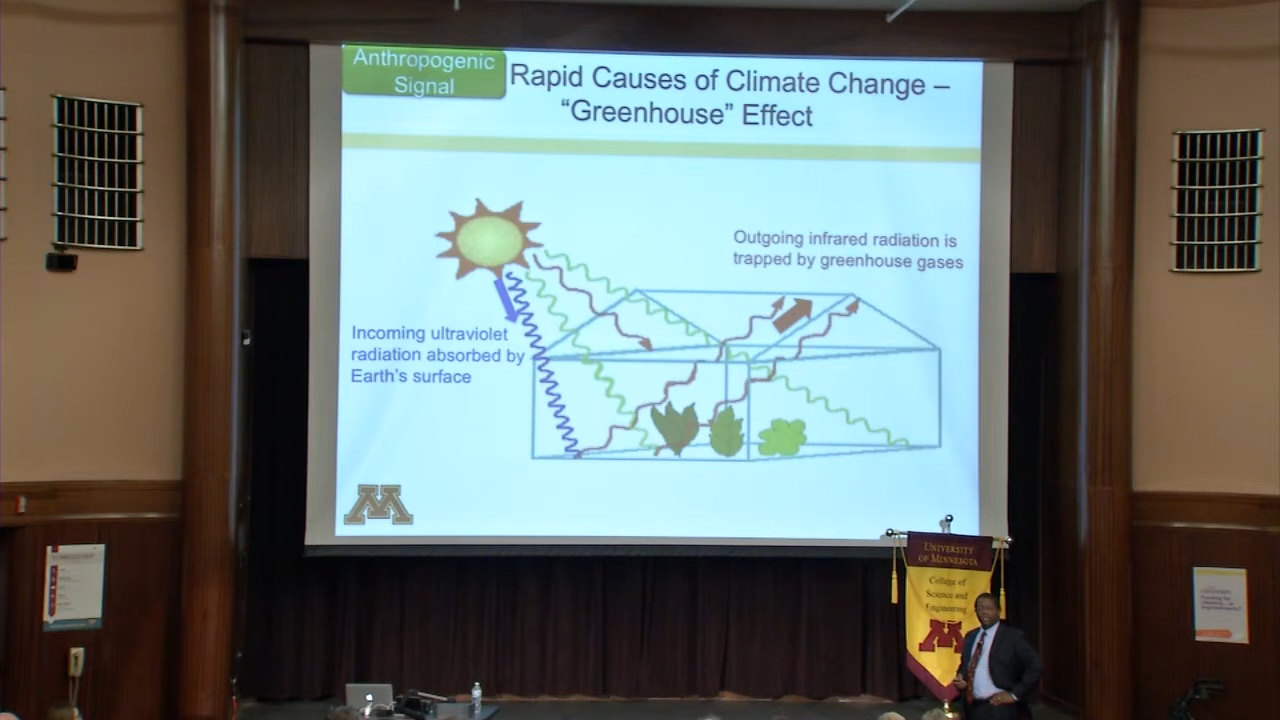 Anthropogenic
Signal
Rapid Causes of Climate Change –
“Greenhouse” Effect
Outgoing infrared radiation is
trapped by greenhouse gases
Incoming ultraviolet
radiation absorbed by
Earth's surface
M
UNIVERSITY
OF MINNESOTA
College of
Science and
Engineering
M